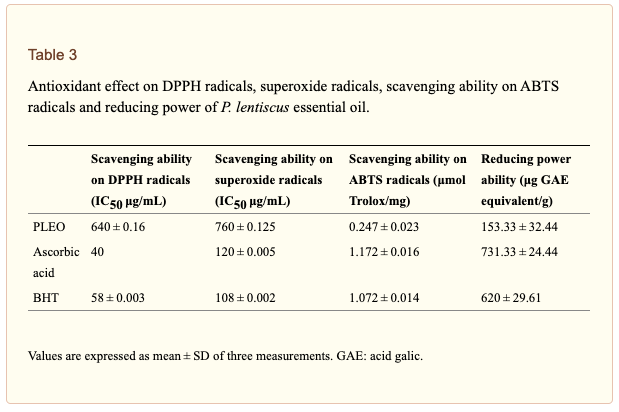 Table 3
Antioxidant effect on DPPH radicals, superoxide radicals, scavenging ability on ABTS
radicals and reducing power of P. lentiscus essential oil.
Scavenging ability on DPPH radicals (IC50 µg/mL) Scavenging ability on superoxide radicals (IC50 µg/mL) Scavenging ability on ABTS radicals (µmol Trolox/mg) Reducing power ability (µg GAE equivalent/g)
PLEO 640 ± 0.16 760 ± 0.125 0.247 ± 0.023 153.33 ± 32.44
Ascorbic acid 40 120 ± 0.005 1.172 ± 0.016 731.33 ± 24.44
BHT 58 ± 0.003 108 ± 0.002 1.072 ± 0.014 620 ± 29.61
Values are expressed as mean ± SD of three measurements. GAE: acid galic.